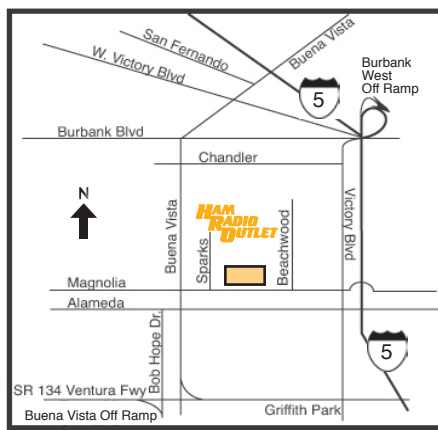 San Fernando
Buena Vista
W. Victory Blvd
Burbank
West
Off Ramp
5
Burbank Blvd
Chandler
N
Buena Vista
HAM
RADIO
OUTLET
Sparks
Beachwood
Victory Blvd
Magnolia
Alameda
Bob Hope Dr.
5
SR 134 Ventura Fwy
Griffith Park
Buena Vista Off Ramp